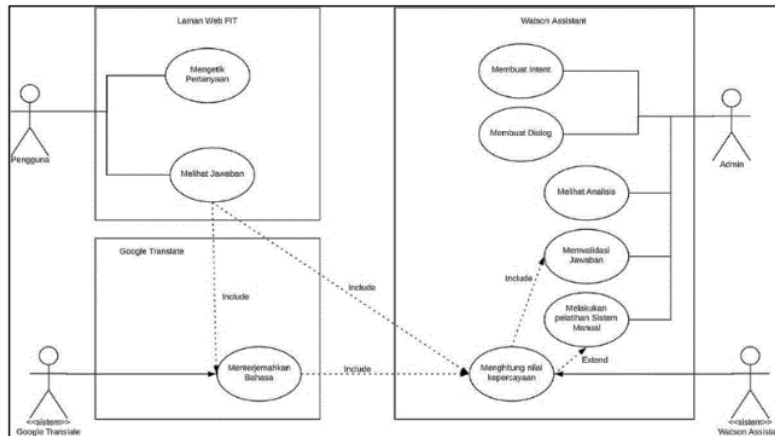 Laman Web FIT
Watson Assistant
Mengetik
Pertanyaan
Membuat Intent
Membuat Dialog
Pengguna
Admin
Melihat Jawaban
Melihat Analisis
Google Translate
Memvalidasi
Jawaban
Include
Include
Include
Melakukan
pelatihan Sistem
Manual
Menterjemahkan
Bahasa
Include
Menghitung nilai
kepercayaan
Extend
<<sistem>>
Google Translate
<<sistem>>
Watson Assista